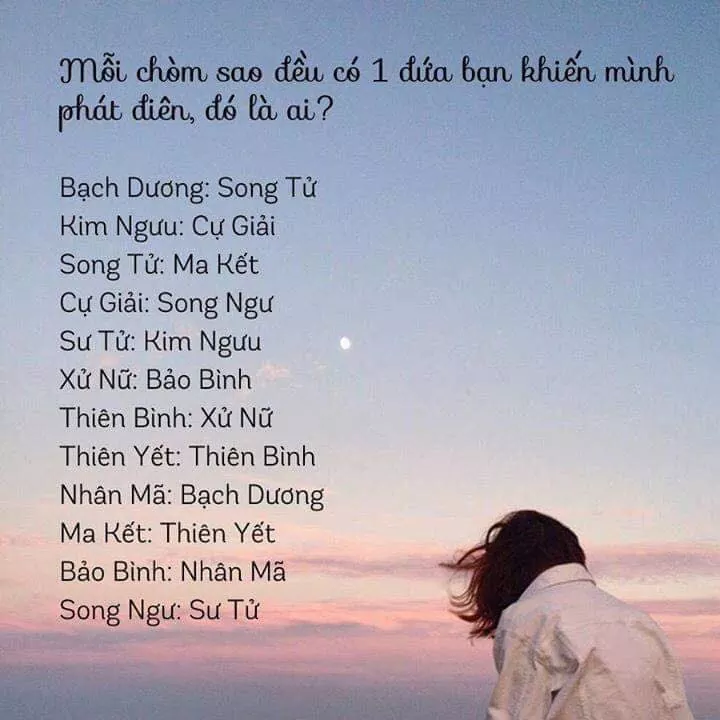 Mỗi chòm sao đều có 1 đứa bạn khiến mình
phát điên, đó là ai?
Bạch Dương: Song Tử
Kim Ngưu: Cự Giải
Song Tử: Ma Kết
Cự Giải: Song Ngư
Sư Tử: Kim Ngưu
Xử Nữ: Bảo Bình
Thiên Bình: Xử Nữ
Thiên Yết: Thiên Bình
Nhân Mã: Bạch Dương
Ma Kết: Thiên Yết
Bảo Bình: Nhân Mã
Song Ngư: Sư Tử